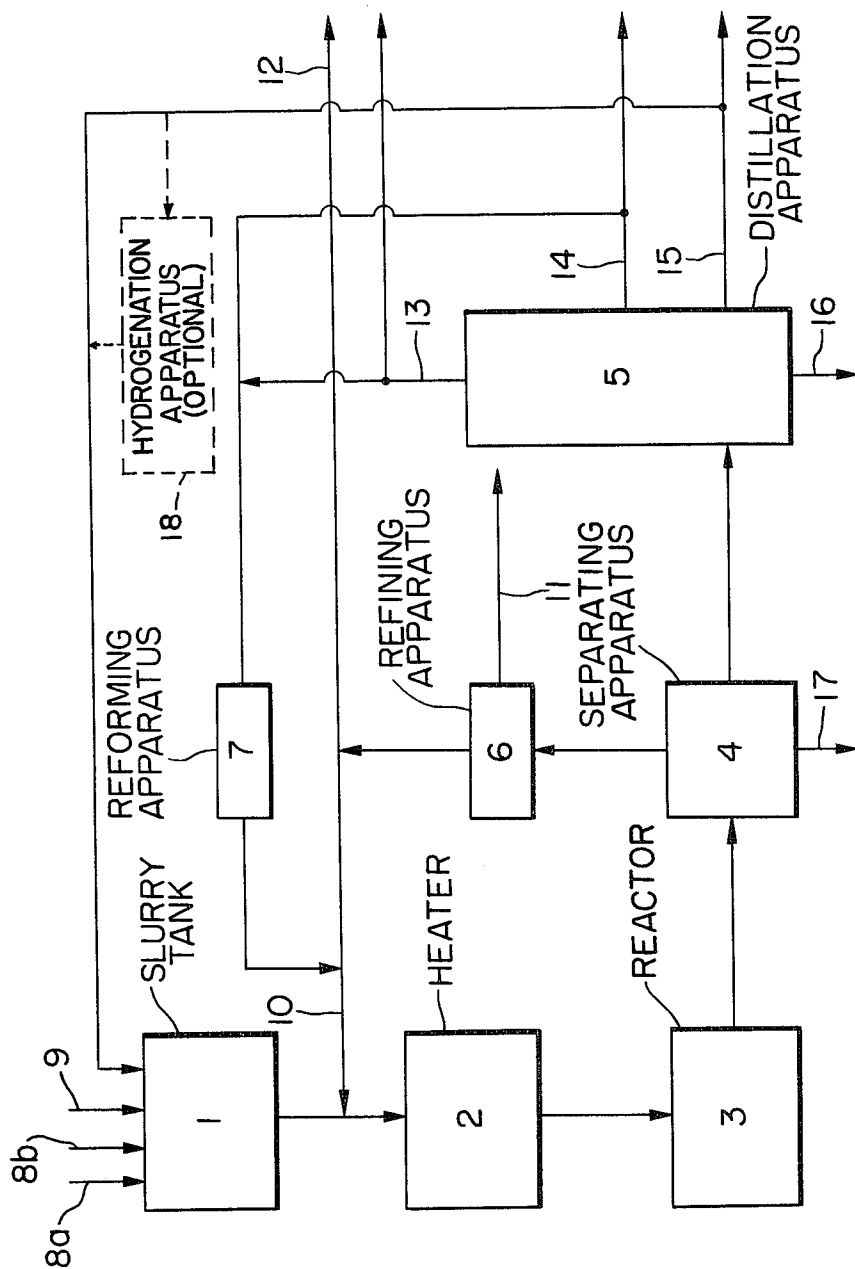 8a
8b
9
SLURRY
TANK
1
10
HEATER
2
REACTOR
3
REFORMING
APPARATUS
7
REFINING
APPARATUS
6
11
SEPARATING
APPARATUS
4
17
18
HYDROGENATION
APPARATUS
(OPTIONAL)
12
13
14
15
5
16
DISTILLATION
APPARATUS